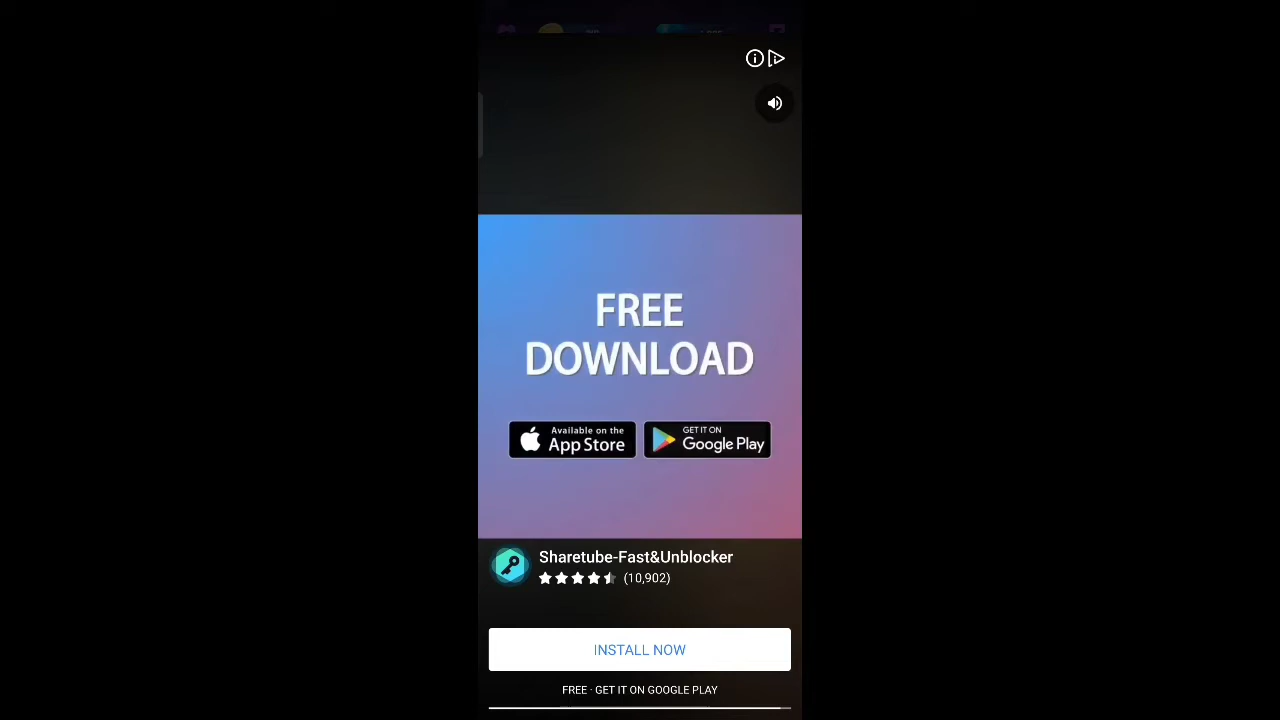 FREE
DOWNLOAD
Available on the
App Store
GET IT ON
Google Play
Sharetube-Fast&Unblocker
(10,902)
INSTALL NOW
FREE · GET IT ON GOOGLE PLAY